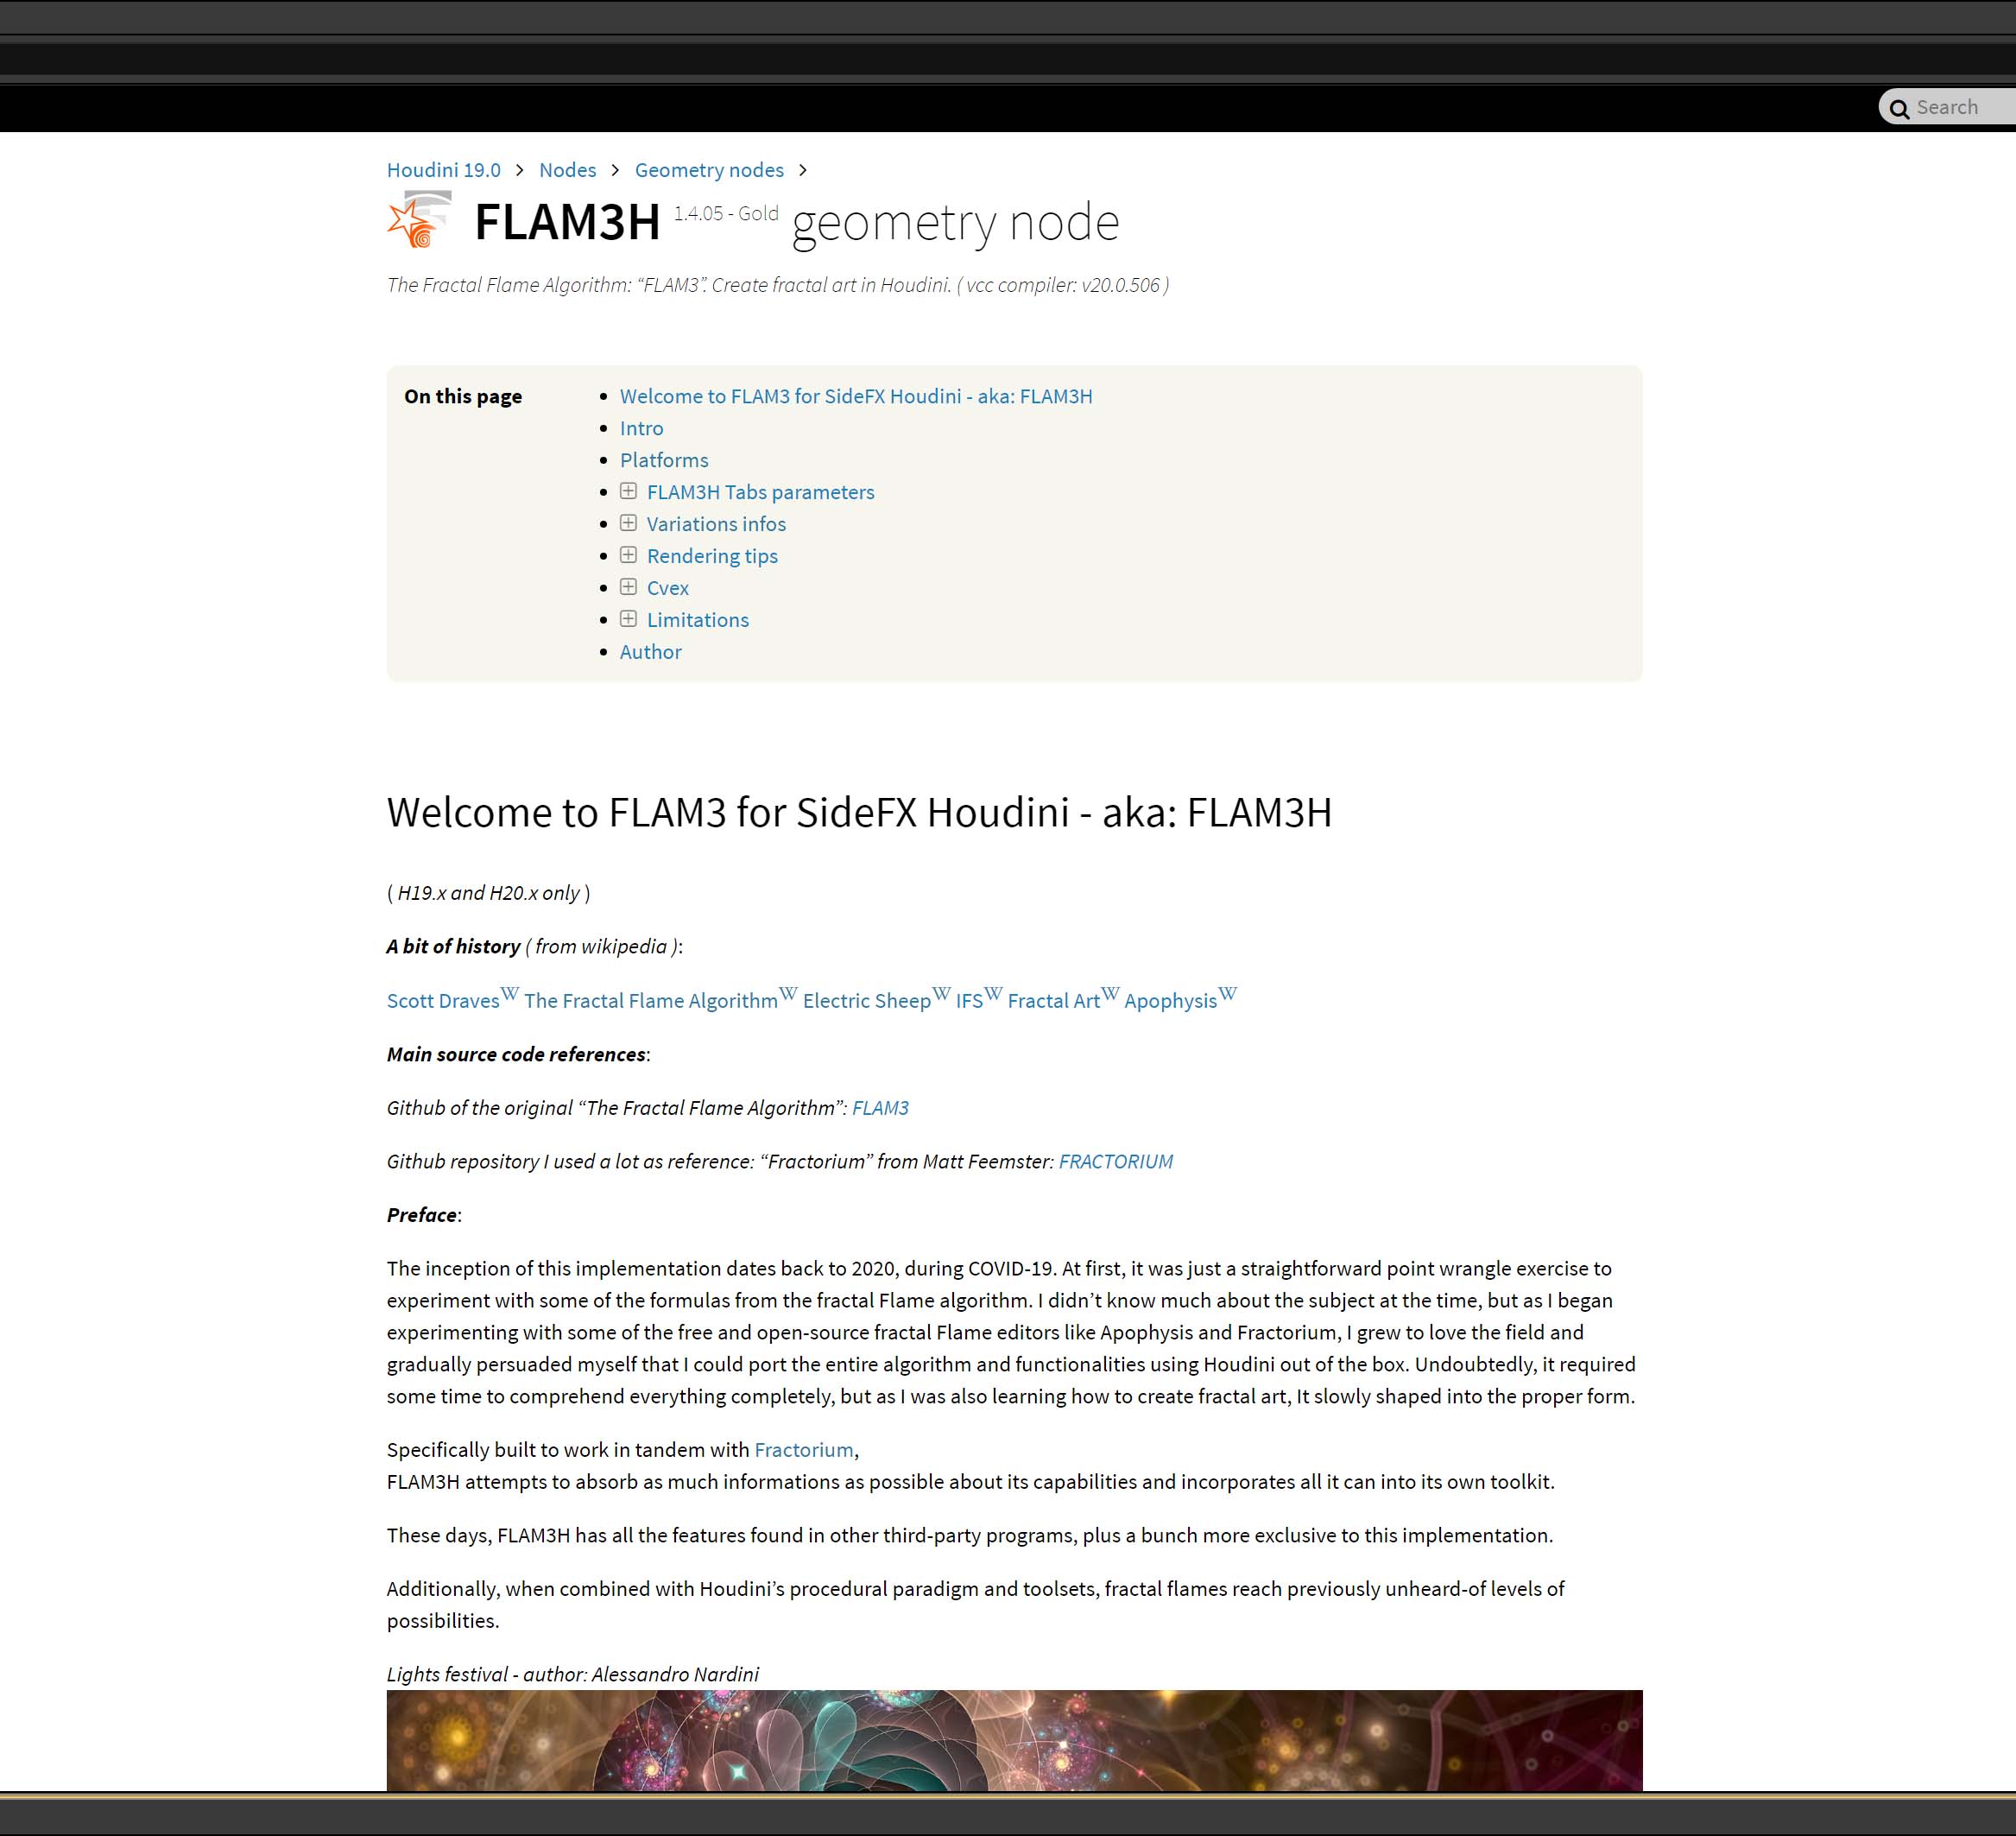 Search
Houdini 19.0 > Nodes > Geometry nodes >
FLAM3H 1.4.05 - Gold geometry node
The Fractal Flame Algorithm: “FLAM3”. Create fractal art in Houdini. ( vcc compiler: v20.0.506 )
On this page
• Welcome to FLAM3 for SideFX Houdini - aka: FLAM3H
• Intro
• Platforms
• FLAM3H Tabs parameters
• Variations infos
• Rendering tips
• Cvex
• Limitations
• Author
Welcome to FLAM3 for SideFX Houdini - aka: FLAM3H
( H19.x and H20.x only )
A bit of history ( from wikipedia ):
Scott DravesW The Fractal Flame AlgorithmW Electric SheepW IFSW Fractal ArtW ApophysisW
Main source code references:
Github of the original “The Fractal Flame Algorithm”: FLAM3
Github repository I used a lot as reference: “Fractorium” from Matt Feemster: FRACTORIUM
Preface:
The inception of this implementation dates back to 2020, during COVID-19. At first, it was just a straightforward point wrangle exercise to
experiment with some of the formulas from the fractal Flame algorithm. I didn’t know much about the subject at the time, but as I began
experimenting with some of the free and open-source fractal Flame editors like Apophysis and Fractorium, I grew to love the field and
gradually persuaded myself that I could port the entire algorithm and functionalities using Houdini out of the box. Undoubtedly, it required
some time to comprehend everything completely, but as I was also learning how to create fractal art, It slowly shaped into the proper form.
Specifically built to work in tandem with Fractorium,
FLAM3H attempts to absorb as much informations as possible about its capabilities and incorporates all it can into its own toolkit.
These days, FLAM3H has all the features found in other third-party programs, plus a bunch more exclusive to this implementation.
Additionally, when combined with Houdini’s procedural paradigm and toolsets, fractal flames reach previously unheard-of levels of
possibilities.
Lights festival - author: Alessandro Nardini